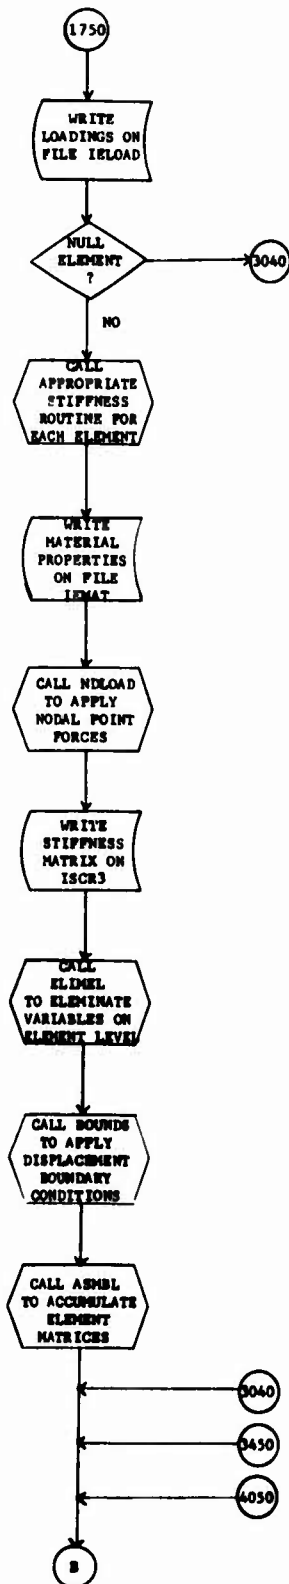 1750
WRITE
LOADINGS ON
FILE IELOAD
NULL
ELEMENT
?
3040
NO
CALL
APPROPRIATE
STIFFNESS
ROUTINE FOR
EACH ELEMENT
WRITE
MATERIAL
PROPERTIES
ON FILE
IEMAT
CALL NDLOAD
TO APPLY
NODAL POINT
FORCES
WRITE
STIFFNESS
MATRIX ON
ISCR3
CALL
ELIMEL
TO ELEMINATE
VARIABLES ON
ELEMENT LEVEL
CALL BOUNDS
TO APPLY
DISPLACEMENT
BOUNDARY
CONDITIONS
CALL ASMBL
TO ACCUMULATE
ELEMENT
MATRICES
3040
3450
4050
B